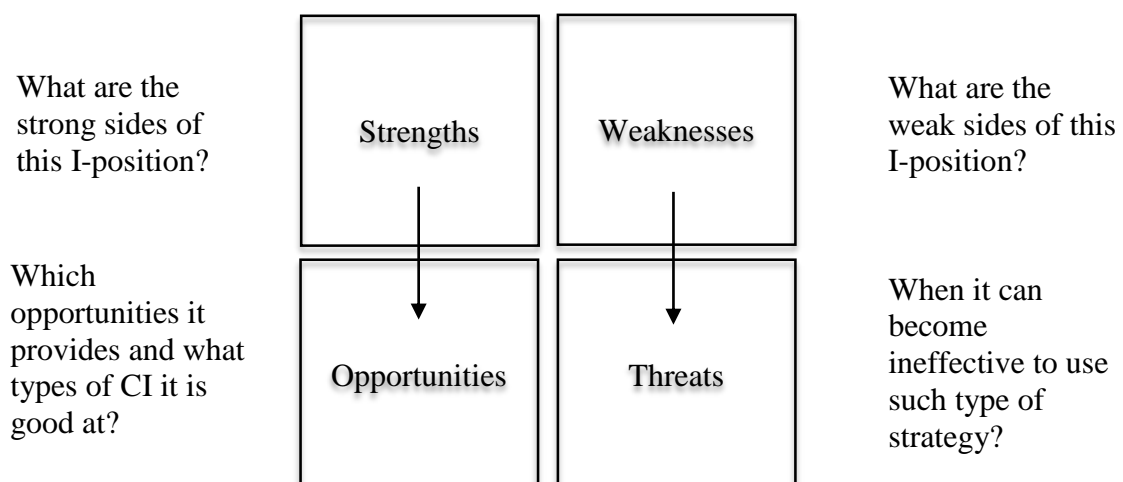 What are the
strong sides of
this I-position?
Strengths
Weaknesses
What are the
weak sides of this
I-position?
Which
opportunities it
provides and what
types of CI it is
good at?
Opportunities
Threats
When it can
become
ineffective to use
such type of
strategy?